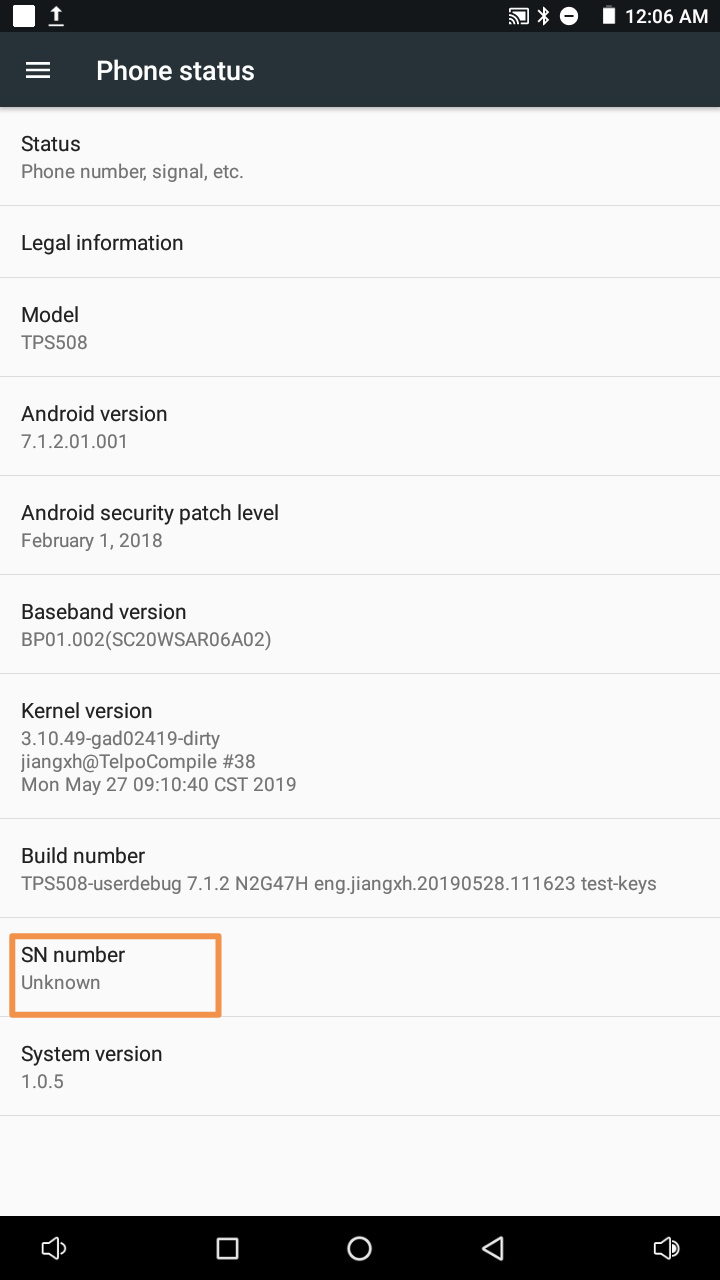 12:06 AM
Phone status
Status
Phone number, signal, etc.
Legal information
Model
TPS508
Android version
7.1.2.01.001
Android security patch level
February 1, 2018
Baseband version
BP01.002(SC20WSAR06A02)
Kernel version
3.10.49-gad02419-dirty
jiangxh@TelpoCompile #38
Mon May 27 09:10:40 CST 2019
Build number
TPS508-userdebug 7.1.2 N2G47H eng.jiangxh.20190528.111623 test-keys
SN number
Unknown
System version
1.0.5